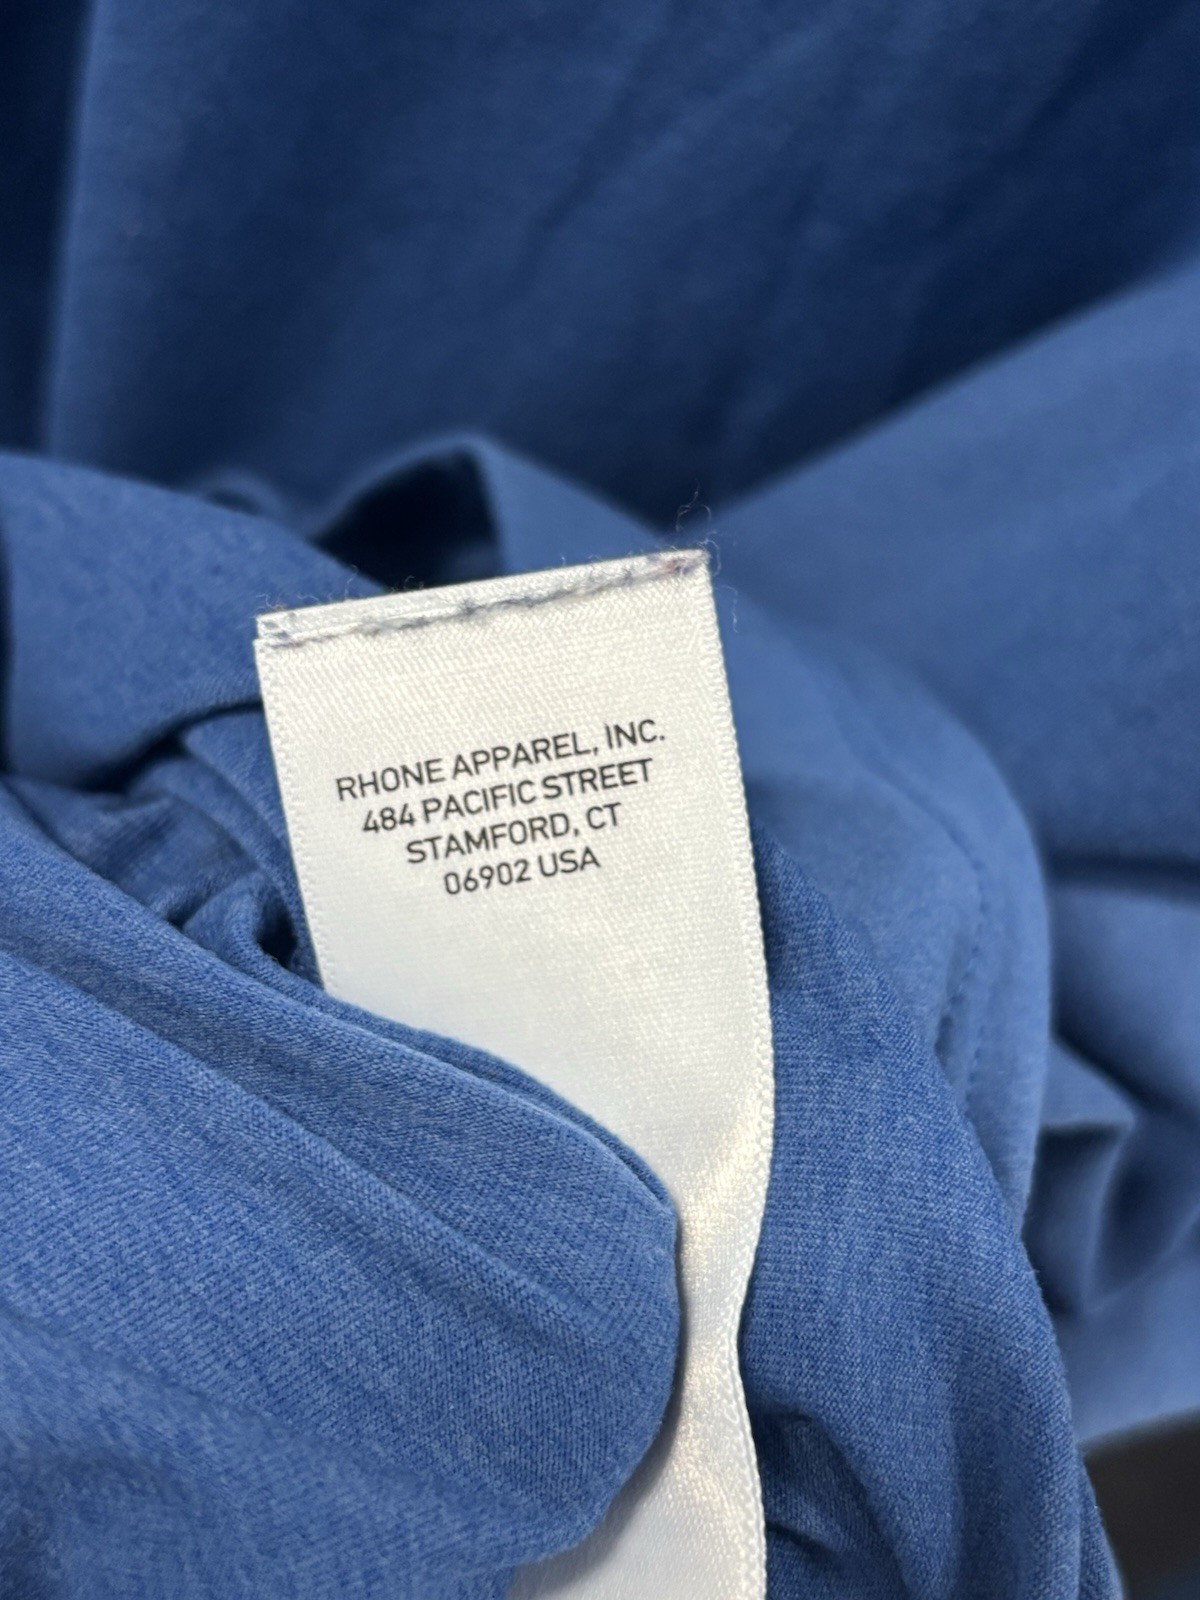 RHONE APPAREL, INC.
484 PACIFIC STREET
STAMFORD, CT
06902 USA